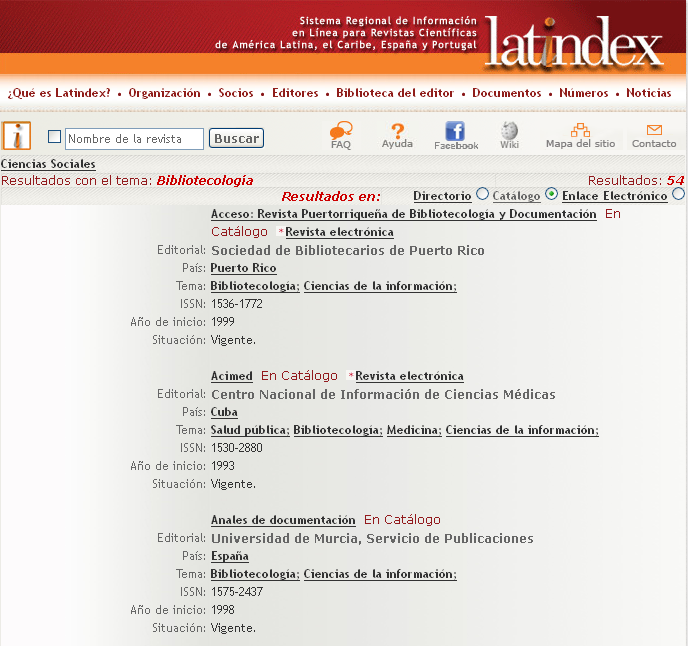 Sistema Regional de Información
en Línea para Revistas Científicas
de América Latina, el Caribe, España y Portugal
latindex
¿Qué es Latindex? • Organización • Socios • Editores • Biblioteca del editor • Documentos • Números • Noticias
i Nombre de la revista Buscar FAQ Ayuda Facebook Wiki Mapa del sitio Contacto
Ciencias Sociales
Resultados con el tema: Bibliotecología Resultados: 54
Resultados en: Directorio Catálogo Enlace Electrónico
Acceso: Revista Puertorriqueña de Bibliotecología y Documentación En
Catálogo *Revista electrónica
Editorial: Sociedad de Bibliotecarios de Puerto Rico
País: Puerto Rico
Tema: Bibliotecología; Ciencias de la información;
ISSN: 1536-1772
Año de inicio: 1999
Situación: Vigente.
Acimed En Catálogo *Revista electrónica
Editorial: Centro Nacional de Información de Ciencias Médicas
País: Cuba
Tema: Salud pública; Bibliotecología; Medicina; Ciencias de la información;
ISSN: 1530-2880
Año de inicio: 1993
Situación: Vigente.
Anales de documentación En Catálogo
Editorial: Universidad de Murcia, Servicio de Publicaciones
País: España
Tema: Bibliotecología; Ciencias de la información;
ISSN: 1575-2437
Año de inicio: 1998
Situación: Vigente.